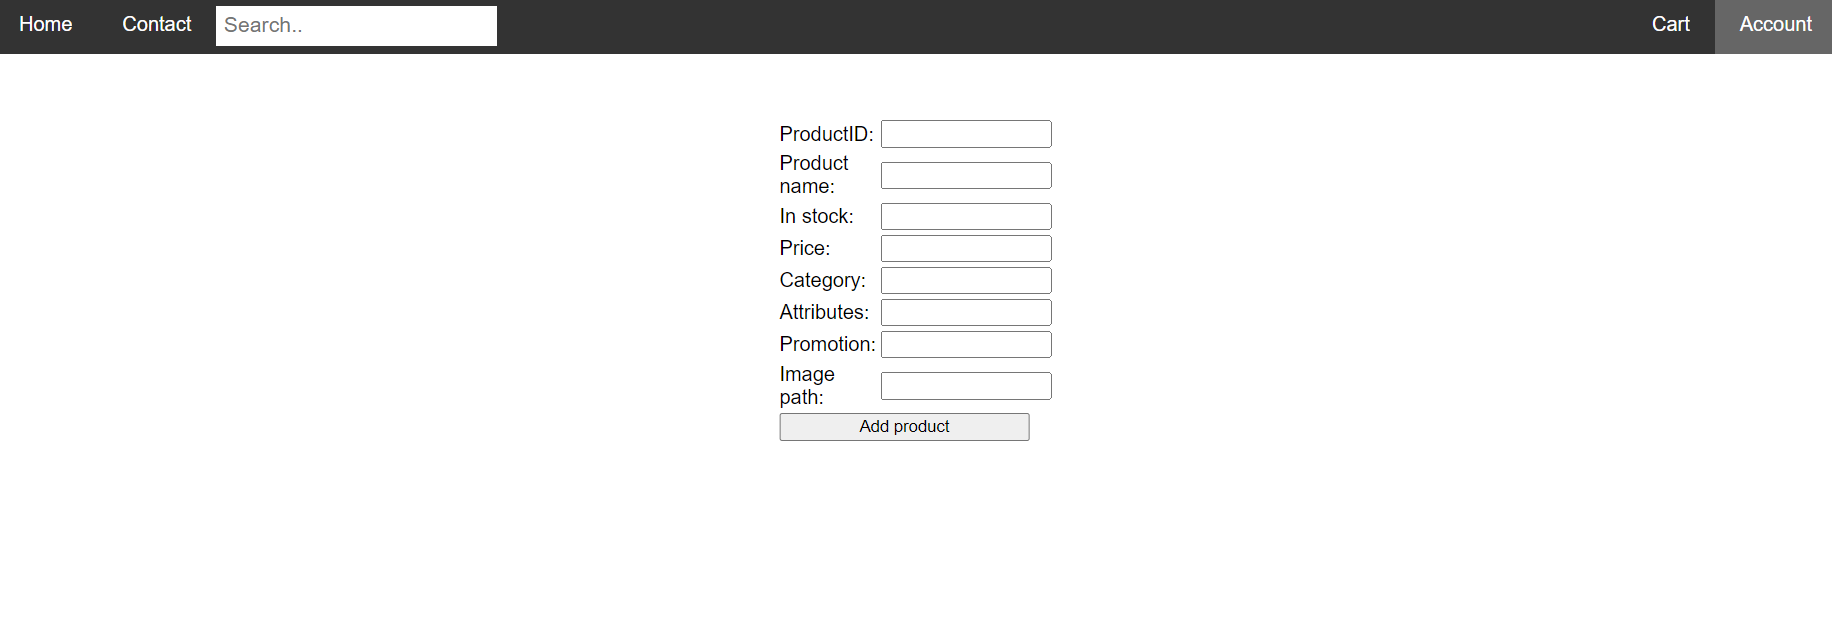 Home Contact Search.. Cart Account
ProductID:
Product
name:
In stock:
Price:
Category:
Attributes:
Promotion:
Image
path:
Add product